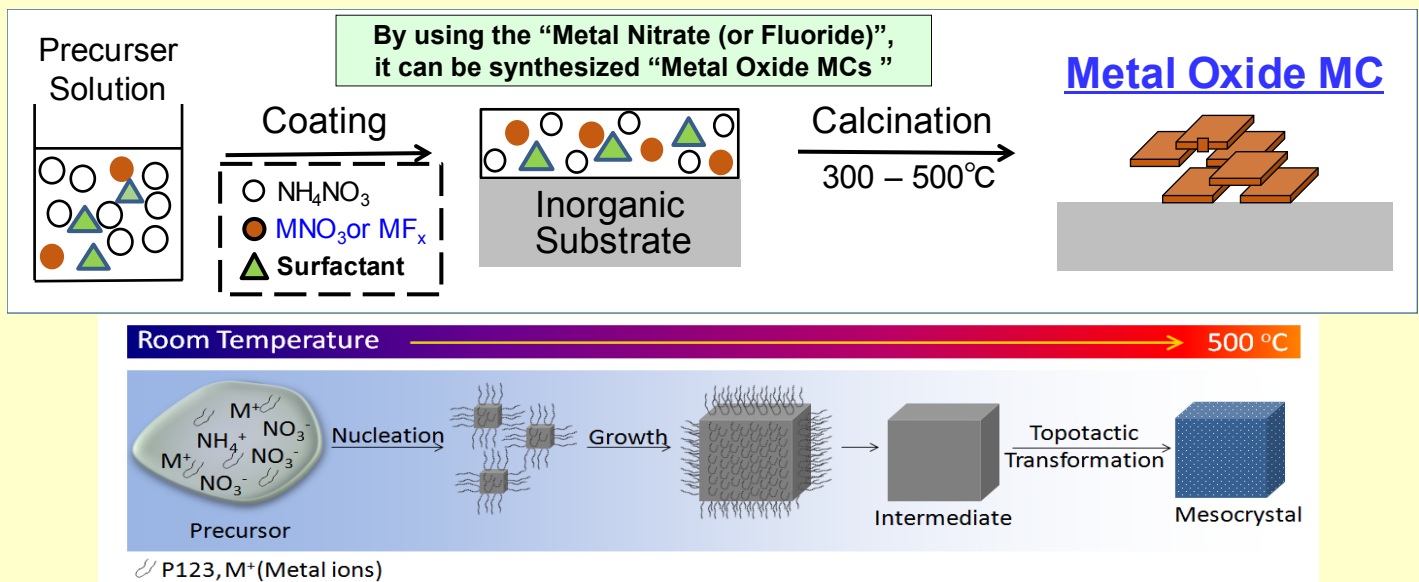 Precurser
Solution
By using the “Metal Nitrate (or Fluoride)”,
it can be synthesized “Metal Oxide MCs ”
Metal Oxide MC
Coating
NH₄NO₃
MNO₃or MFₓ
Surfactant
Inorganic
Substrate
Calcination
300 – 500℃
Room Temperature
500 °C
M⁺
NH₄⁺
NO₃⁻
M⁺
NO₃⁻
NO₃⁻
Precursor
Nucleation
Growth
Intermediate
Topotactic
Transformation
Mesocrystal
P123, M⁺(Metal ions)